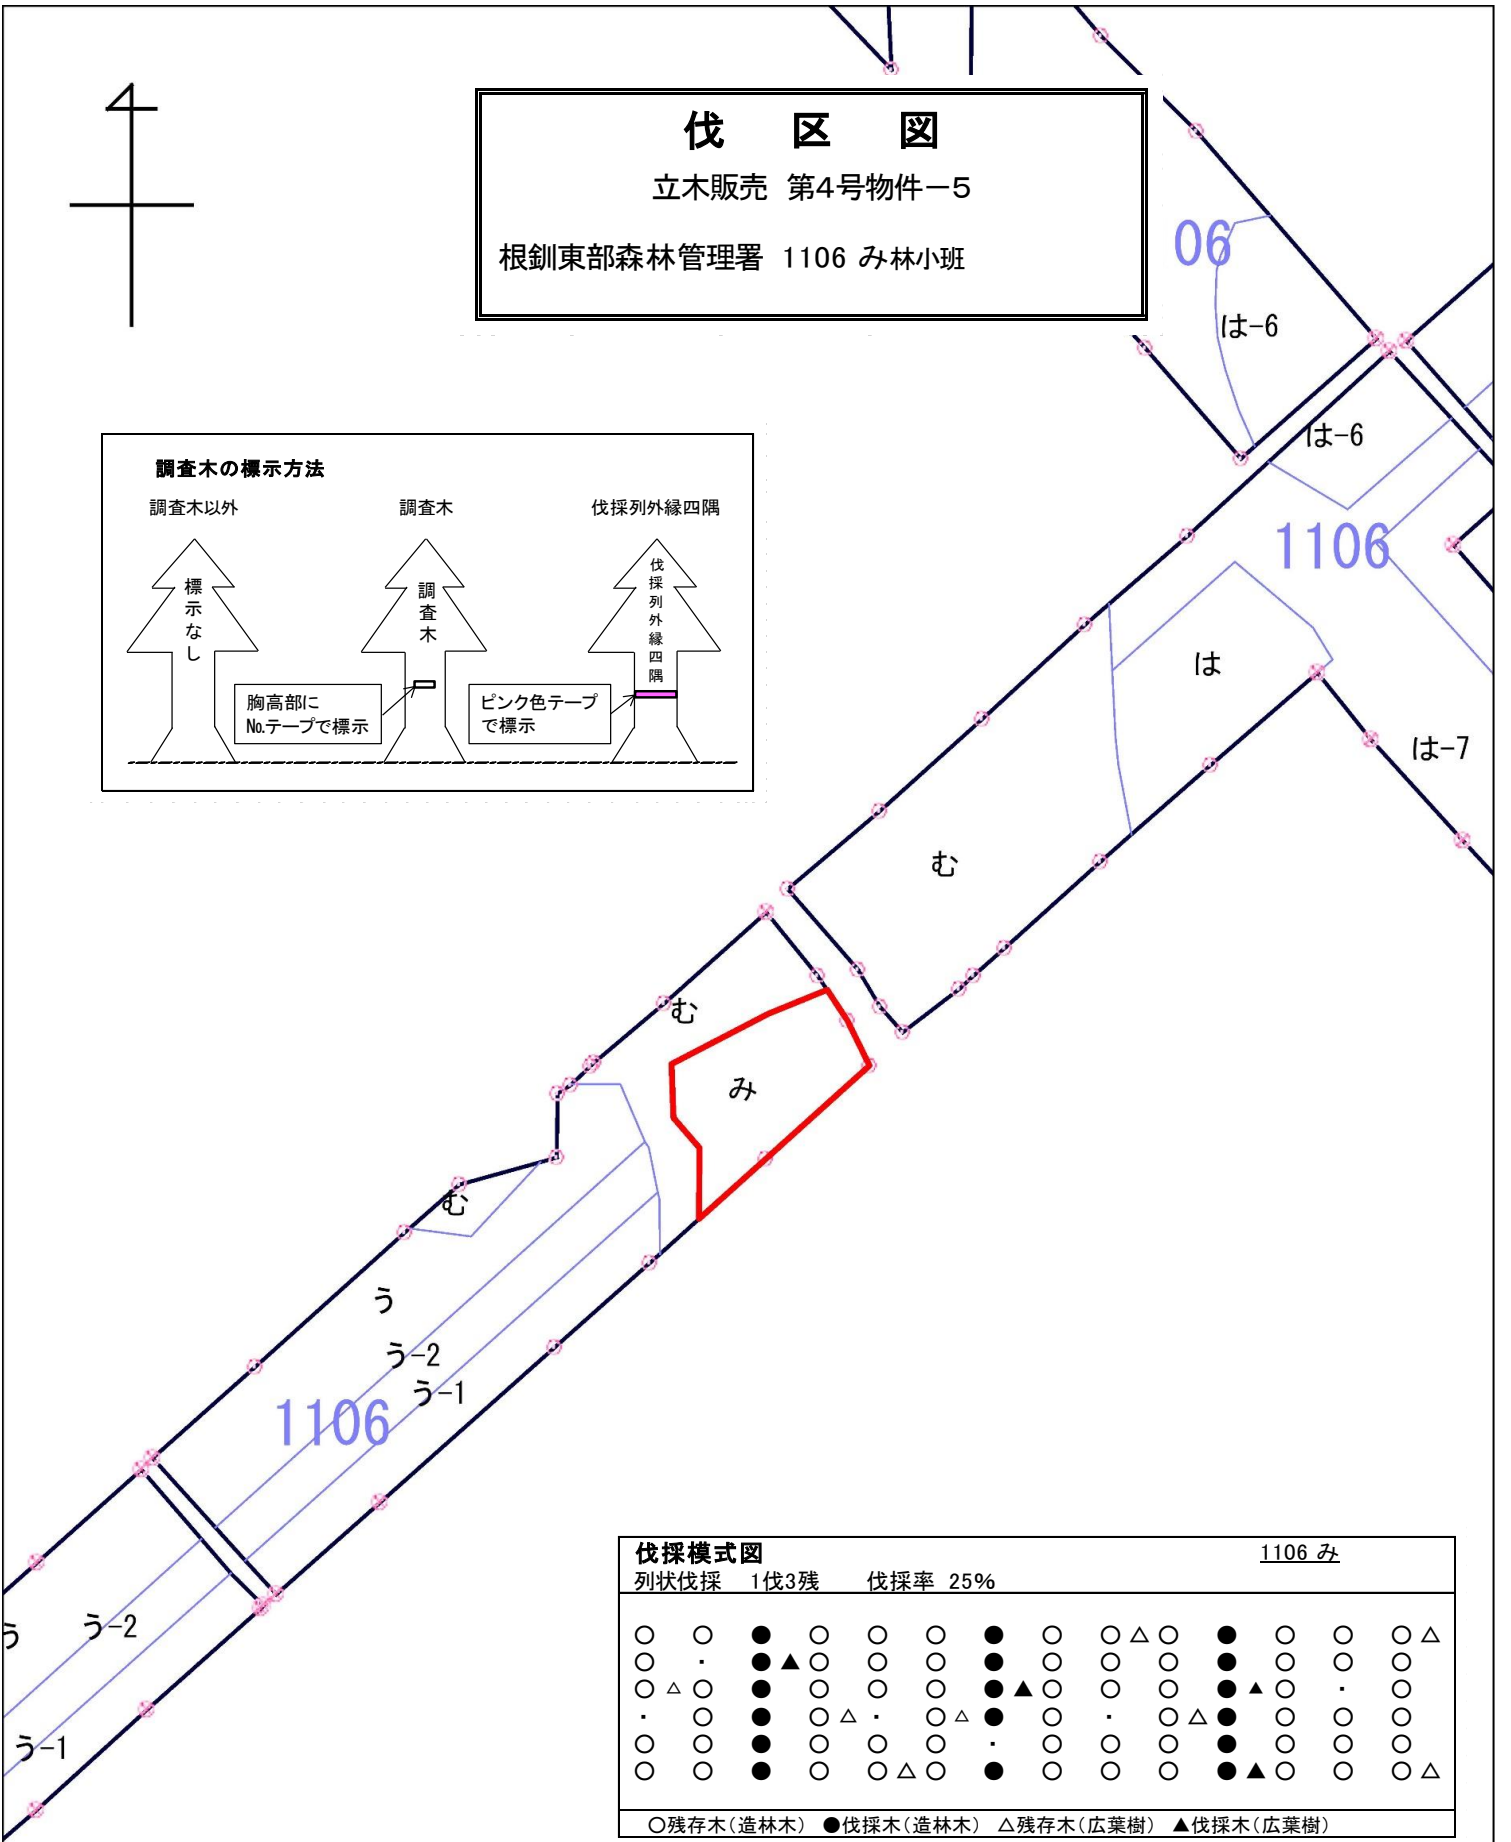 伐 区 図
立木販売 第4号物件－5
根釧東部森林管理署 1106 み林小班
06
は-6
は-6
1106
調査木の標示方法
調査木以外 調査木 伐採列外縁四隅
標示なし
調査木
伐採列外縁四隅
胸高部に
No.テープで標示
ピンク色テープ
で標示
は
は-7
む
む
み
む
う
う-2
う-1
1106
う
う-2
う-1
伐採模式図 1106 み
列状伐採 1伐3残 伐採率 25%
○残存木(造林木) ●伐採木(造林木) △残存木(広葉樹) ▲伐採木(広葉樹)